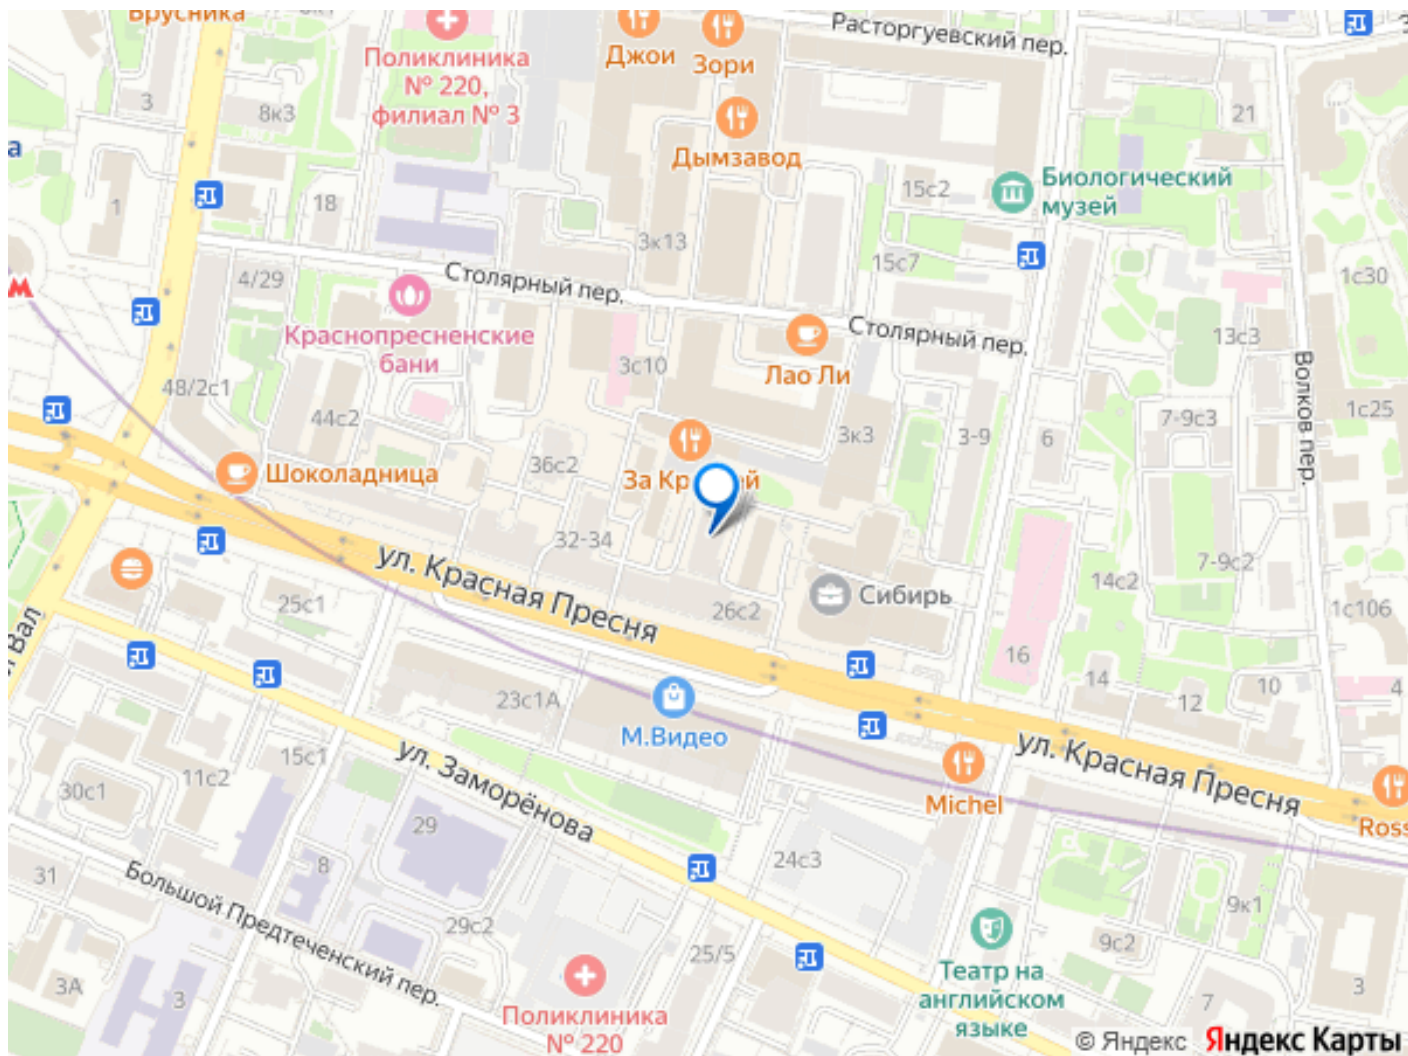 Брусника
Расторгуевский пер.
Поликлиника
№ 220,
филиал № 3
Джои
Зори
3
8к3
21
Дымзавод
Биологический
музей
15с2
18
1
3к13
15с7
4/29
Столярный пер.
1с30
Краснопресненские
бани
Столярный пер.
13с3
Волков пер.
48/2с1
3с10
Лао Ли
44с2
3к3
3-9
6
7-9с3
1с25
Шоколадница
36с2
За Кр
й
32-34
7-9с2
14с2
ул. Красная Пресня
25с1
26с2
Сибирь
1с106
Вал
16
14
12
10
4
23с1А
М.Видео
ул. Красная Пресня
15с1
11с2
30с1
ул. Заморёнова
Michel
Ross
29
24с3
31
8
Большой Предтеченский пер.
29с2
25/5
9к1
9с2
3А
3
Театр на
английском
языке
7
3
Поликлиника
№ 220
© Яндекс Яндекс Карты